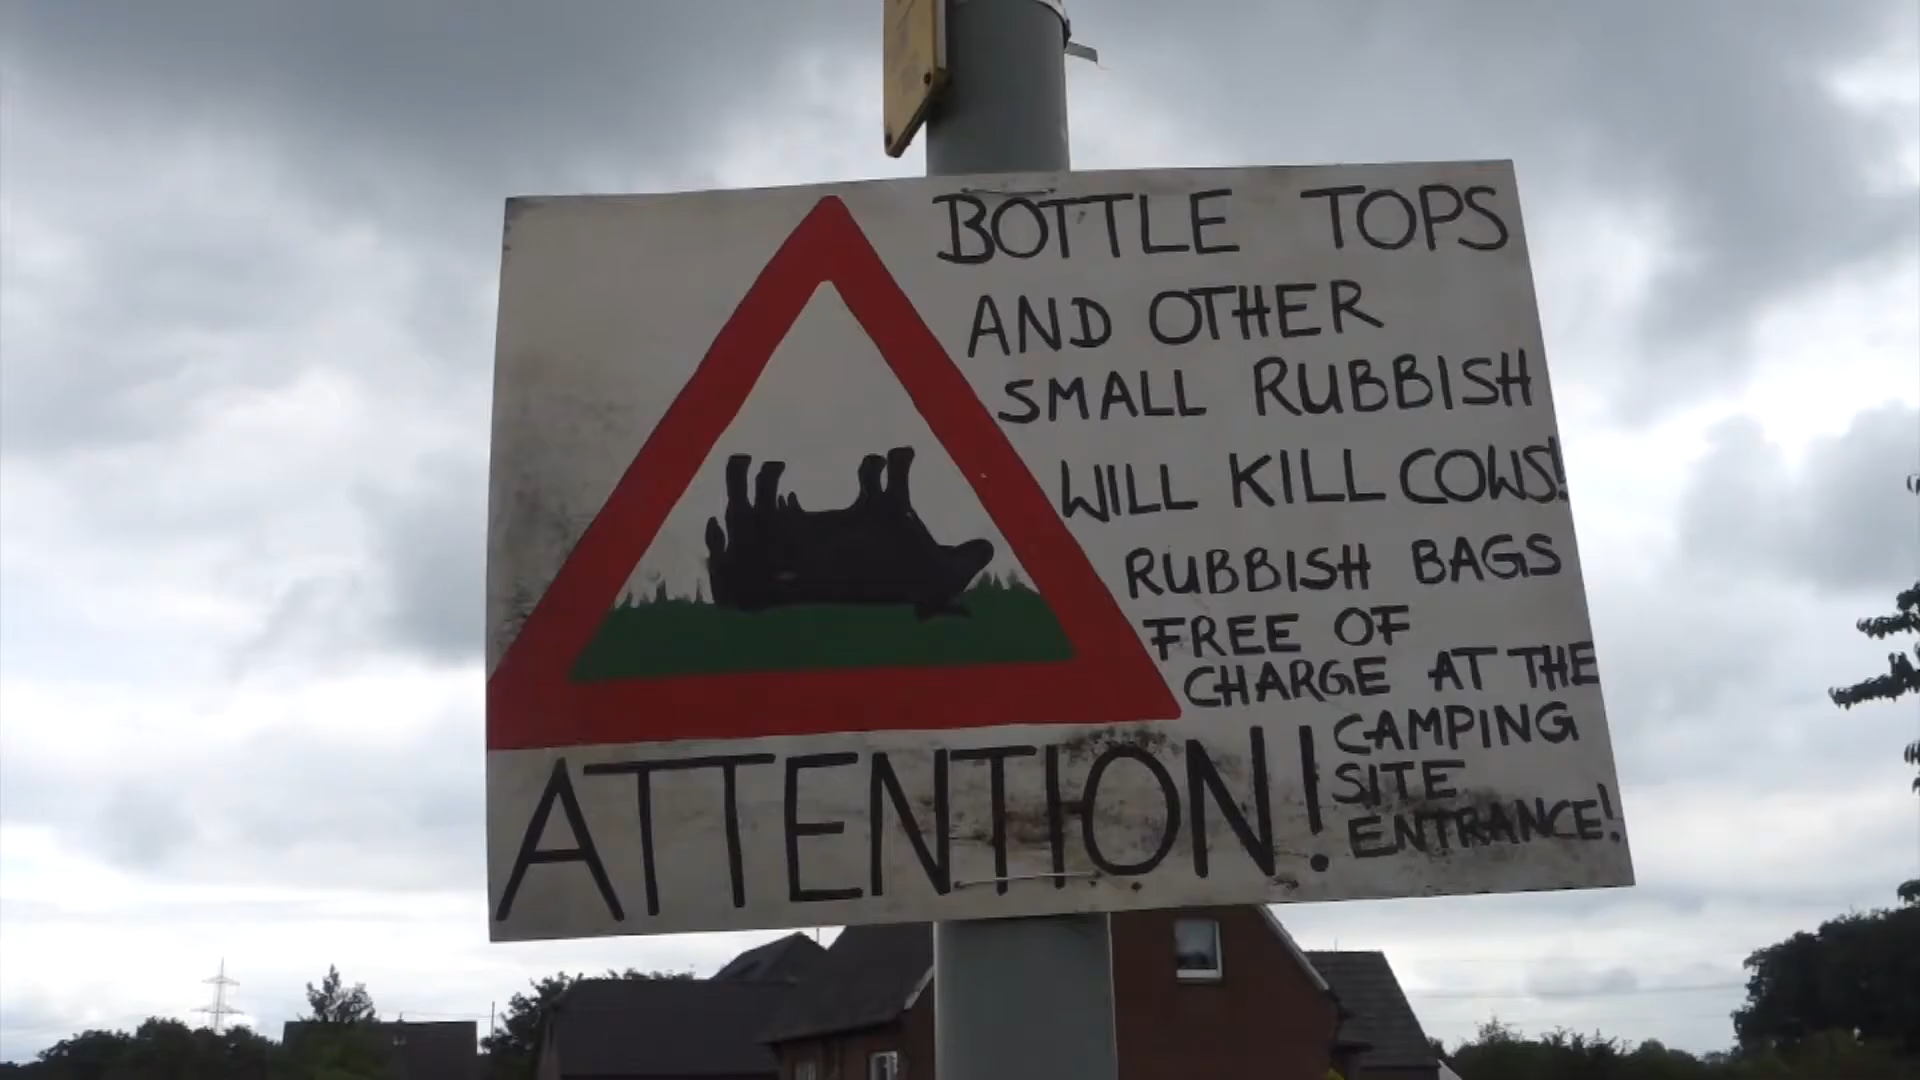 BOTTLE TOPS
AND OTHER
SMALL RUBBISH
WILL KILL COWS!
RUBBISH BAGS
FREE OF
CHARGE AT THE
CAMPING
SITE
ENTRANCE!
ATTENTION!